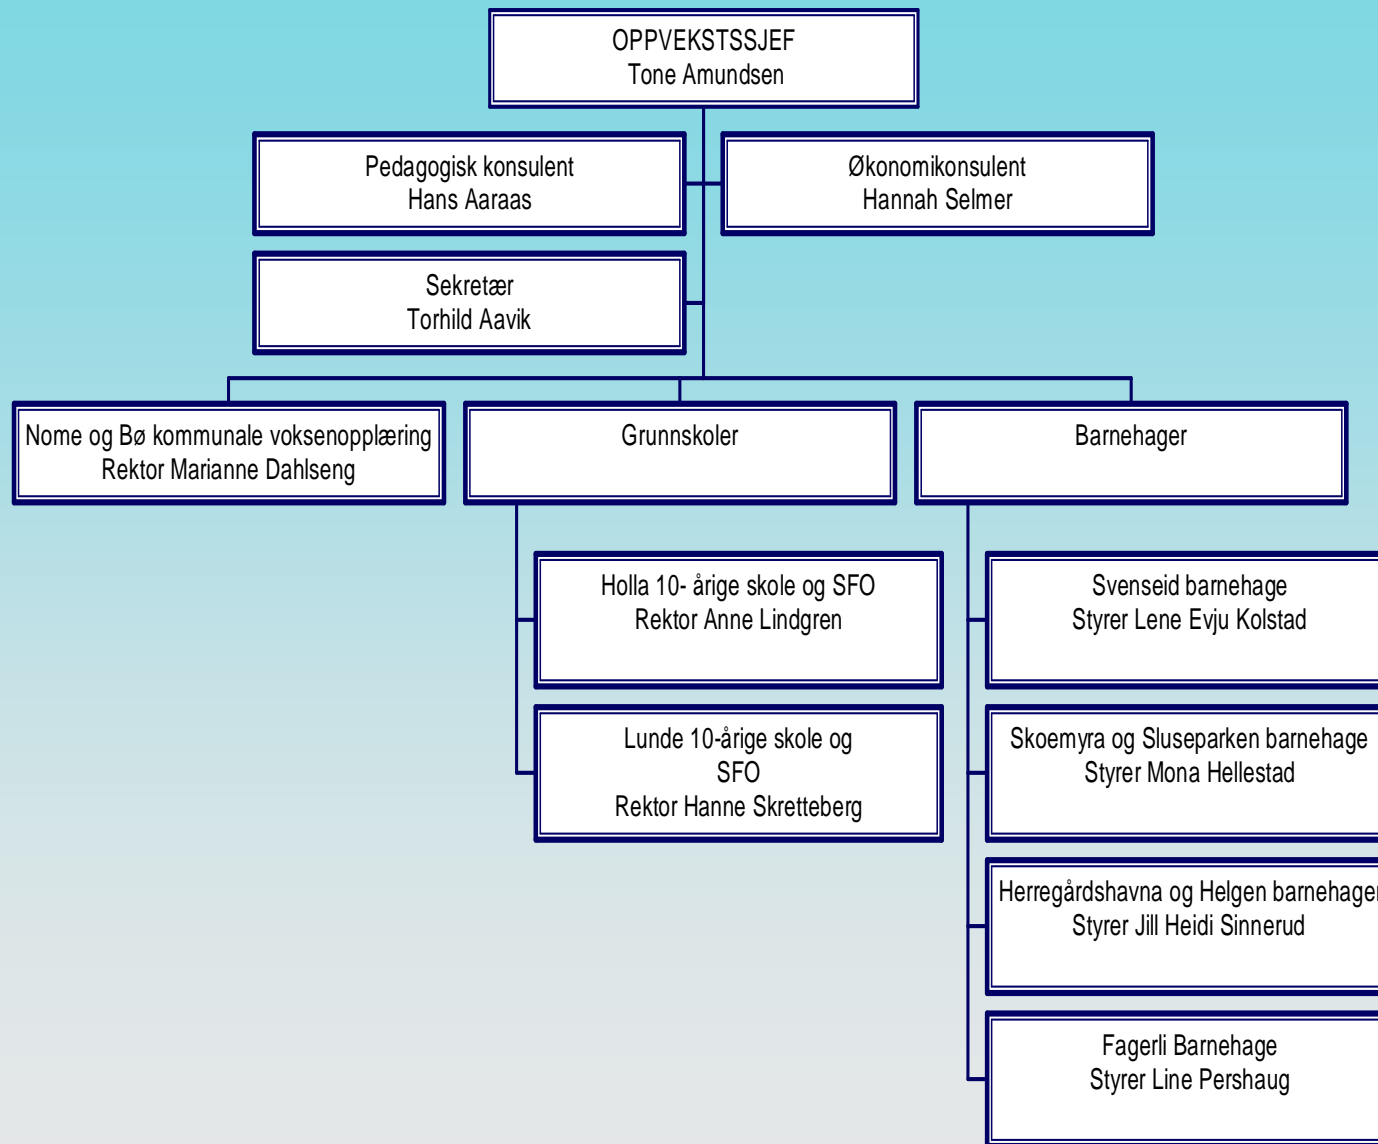 OPPVEKSTSSJEF
Tone Amundsen
Pedagogisk konsulent
Hans Aaraas
Økonomikonsulent
Hannah Selmer
Sekretær
Torhild Aavik
Nome og Bø kommunale voksenopplæring
Rektor Marianne Dahlseng
Grunnskoler
Barnehager
Holla 10- årige skole og SFO
Rektor Anne Lindgren
Lunde 10-årige skole og
SFO
Rektor Hanne Skretteberg
Svenseid barnehage
Styrer Lene Evju Kolstad
Skoemyra og Sluseparken barnehage
Styrer Mona Hellestad
Herregårdshavna og Helgen barnehager
Styrer Jill Heidi Sinnerud
Fagerli Barnehage
Styrer Line Pershaug